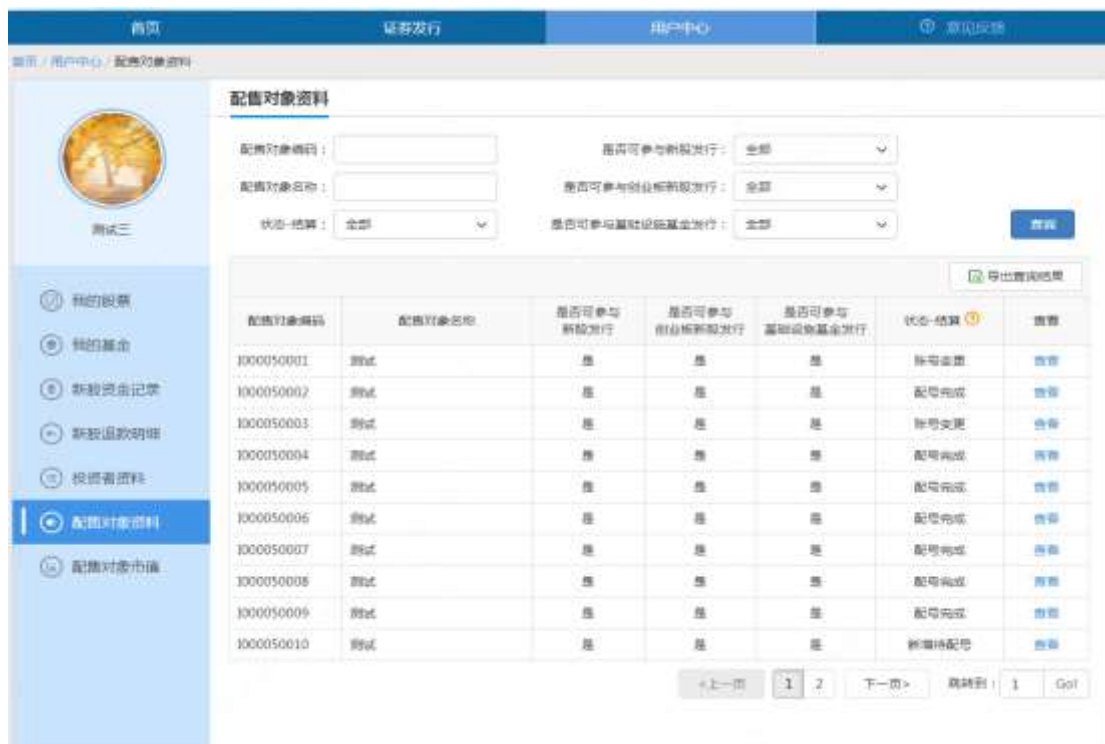 首页 证券发行 用户中心 意见反馈
首页 / 用户中心 / 配售对象资料
配售对象资料
配售对象编码： 是否可参与新股发行： 全部
配售对象名称： 是否可参与创业板新股发行： 全部
状态-结算： 全部 是否可参与基础设施基金发行： 全部 查询
测试三
我的股票
我的基金
新股资金记录
新股退款明细
投资者资料
配售对象资料
配售对象市值
导出查询结果
配售对象编码 配售对象名称 是否可参与新股发行 是否可参与创业板新股发行 是否可参与基础设施基金发行 状态-结算 查看
I000050001 测试 是 是 是 账号变更 查看
I000050002 测试 是 是 是 配号完成 查看
I000050003 测试 是 是 是 账号变更 查看
I000050004 测试 是 是 是 配号完成 查看
I000050005 测试 是 是 是 配号完成 查看
I000050006 测试 是 是 是 配号完成 查看
I000050007 测试 是 是 是 配号完成 查看
I000050008 测试 是 是 是 配号完成 查看
I000050009 测试 是 是 是 配号完成 查看
I000050010 测试 是 是 是 新增待配号 查看
<上一页 1 2 下一页> 跳转到： 1 Go!